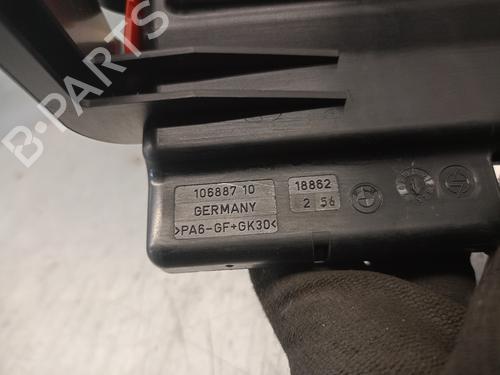 B-PARTS
106887 10
GERMANY
>PA6-GF+GK30<
18862
2 56